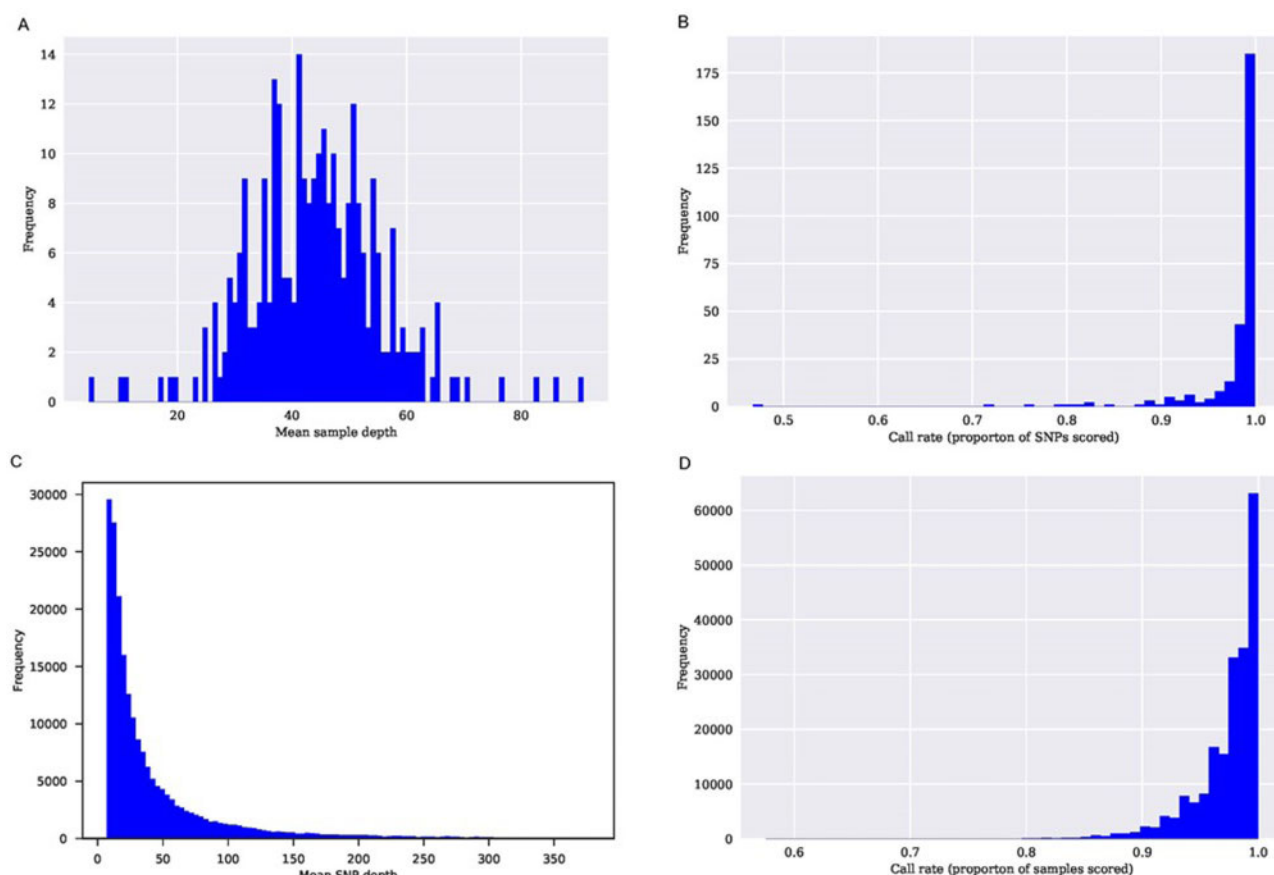 A
14
12
10
8
6
4
2
0
Frequency
20 40 60 80
Mean sample depth
B
175
150
125
100
75
50
25
0
Frequency
0.5 0.6 0.7 0.8 0.9 1.0
Call rate (proporton of SNPs scored)
C
30000
25000
20000
15000
10000
5000
0
Frequency
0 50 100 150 200 250 300 350
Mean SNP depth
D
60000
50000
40000
30000
20000
10000
0
Frequency
0.6 0.7 0.8 0.9 1.0
Call rate (proporton of samples scored)